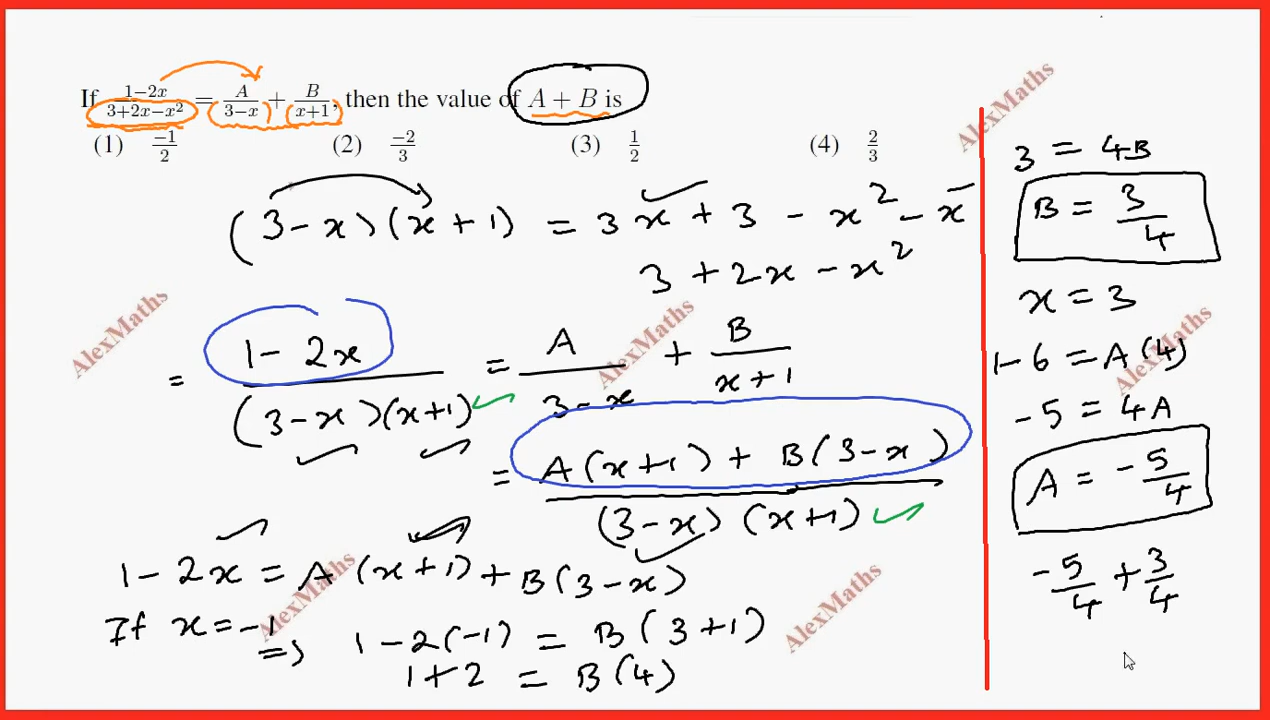 If 1−2x / 3+2x−x² = A / 3−x + B / x+1, then the value of A + B is
(1) −1/2 (2) −2/3 (3) 1/2 (4) 2/3
(3−x)(x+1) = 3x + 3 − x² − x
3 + 2x − x²
= 1 − 2x / (3−x)(x+1) = A / 3−x + B / x+1
= A(x+1) + B(3−x) / (3−x)(x+1)
1 − 2x = A(x+1) + B(3−x)
If x = −1
=> 1 − 2(−1) = B(3+1)
1+2 = B(4)
3 = 4B
B = 3/4
x = 3
1−6 = A(4)
−5 = 4A
A = −5/4
−5/4 + 3/4
AlexMaths
AlexMaths
AlexMaths
AlexMaths
AlexMaths
AlexMaths